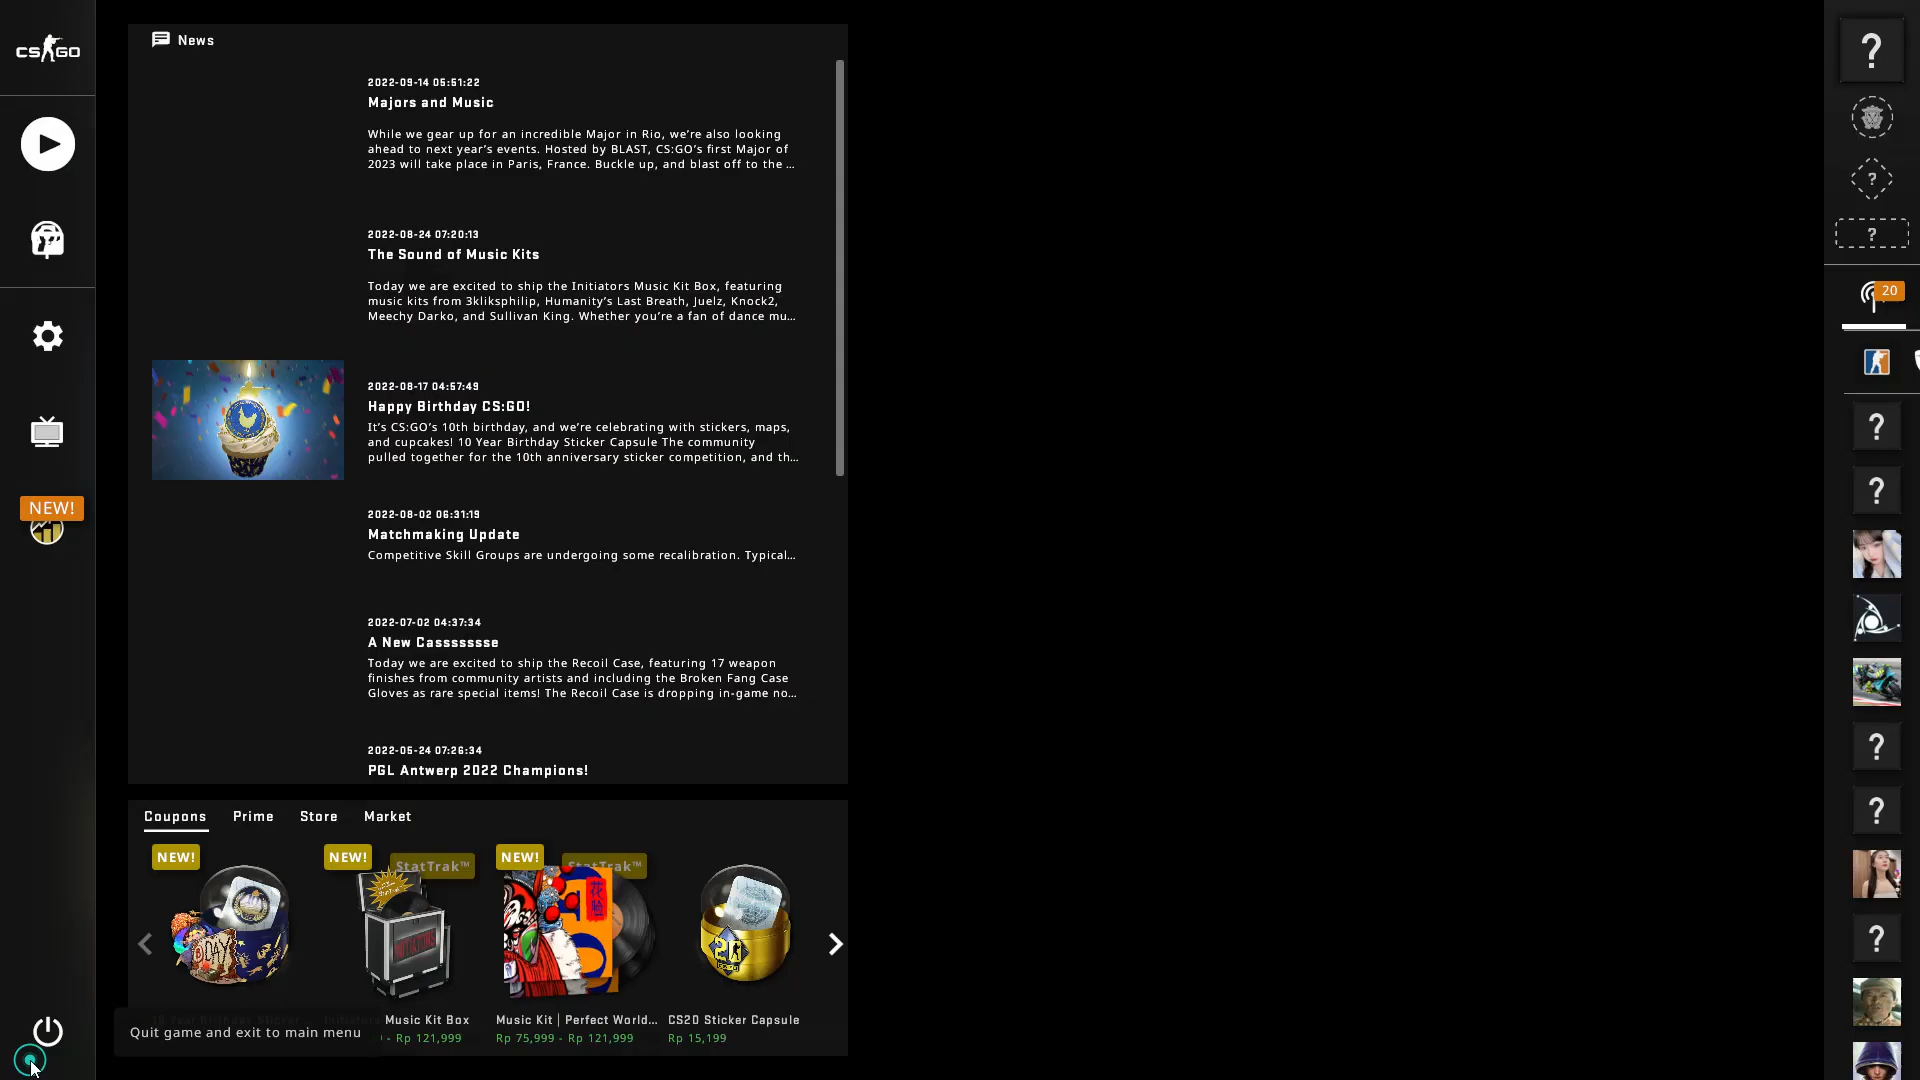 CS GO
News
2022-09-14 05:51:22
Majors and Music
While we gear up for an incredible Major in Rio, we’re also looking
ahead to next year’s events. Hosted by BLAST, CS:GO’s first Major of
2023 will take place in Paris, France. Buckle up, and blast off to the ...
2022-08-24 07:20:13
The Sound of Music Kits
Today we are excited to ship the Initiators Music Kit Box, featuring
music kits from 3kliksphilip, Humanity’s Last Breath, Juelz, Knock2,
Meechy Darko, and Sullivan King. Whether you’re a fan of dance mu...
2022-08-17 04:57:49
Happy Birthday CS:GO!
It’s CS:GO’s 10th birthday, and we’re celebrating with stickers, maps,
and cupcakes! 10 Year Birthday Sticker Capsule The community
pulled together for the 10th anniversary sticker competition, and th...
2022-08-02 06:31:19
Matchmaking Update
Competitive Skill Groups are undergoing some recalibration. Typical...
2022-07-02 04:37:34
A New Casssssssse
Today we are excited to ship the Recoil Case, featuring 17 weapon
finishes from community artists and including the Broken Fang Case
Gloves as rare special items! The Recoil Case is dropping in-game no...
2022-05-24 07:26:34
PGL Antwerp 2022 Champions!
NEW!
20
?
?
?
?
?
?
?
?
Coupons Prime Store Market
NEW! NEW! StatTrak™ NEW! StatTrak™
BDAY
INITIATORS
花脸
20
10 Year Birthday Sticker...
Music Kit Box
- Rp 121,999
Music Kit | Perfect World...
Rp 75,999 - Rp 121,999
CS20 Sticker Capsule
Rp 15,199
Quit game and exit to main menu